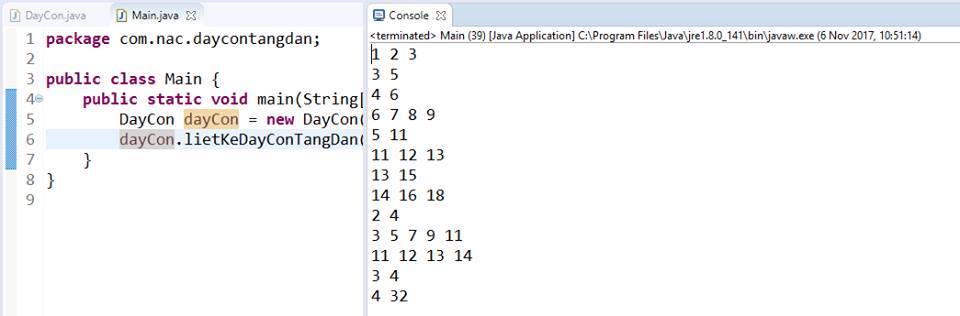 DayCon.java
Main.java
1 package com.nac.daycontangdan;
2
3 public class Main {
4 public static void main(String[
5 DayCon dayCon = new DayCon(
6 dayCon.lietKeDayConTangDan(
7 }
8 }
9
Console
<terminated> Main (39) [Java Application] C:\Program Files\Java\jre1.8.0_141\bin\javaw.exe (6 Nov 2017, 10:51:14)
1 2 3
3 5
4 6
6 7 8 9
5 11
11 12 13
13 15
14 16 18
2 4
3 5 7 9 11
11 12 13 14
3 4
4 32